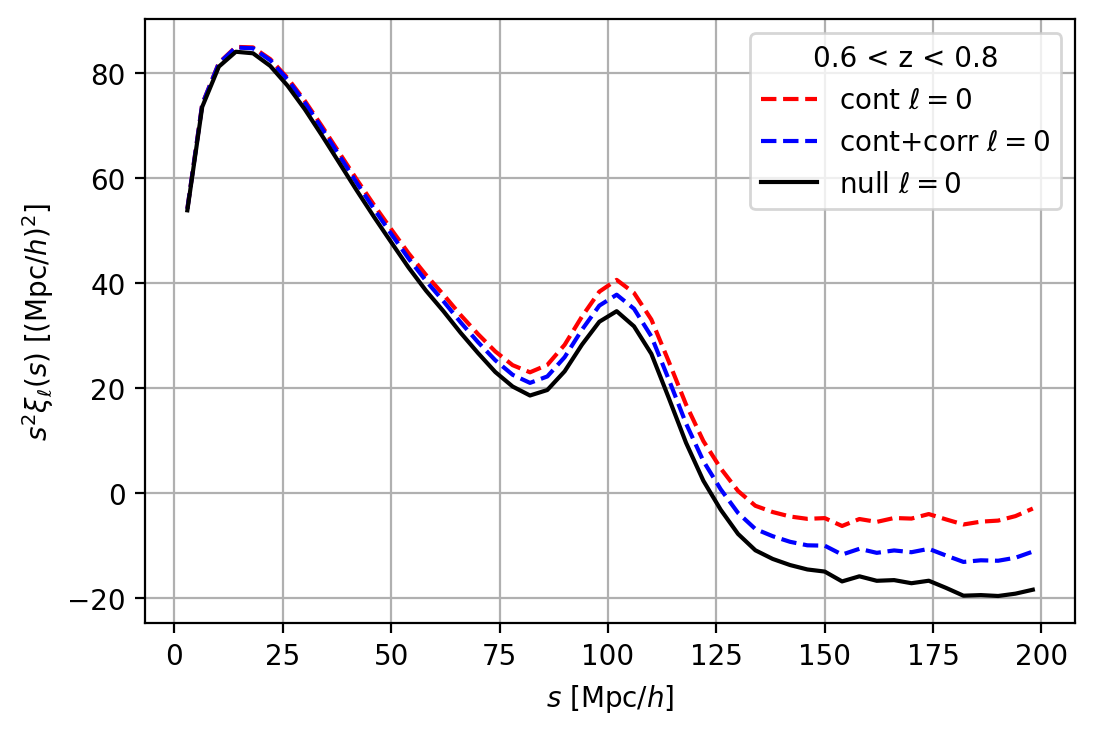 0.6 < z < 0.8
cont ℓ = 0
cont+corr ℓ = 0
null ℓ = 0
s²ξℓ(s) [(Mpc/h)²]
80
60
40
20
0
−20
0 25 50 75 100 125 150 175 200
s [Mpc/h]